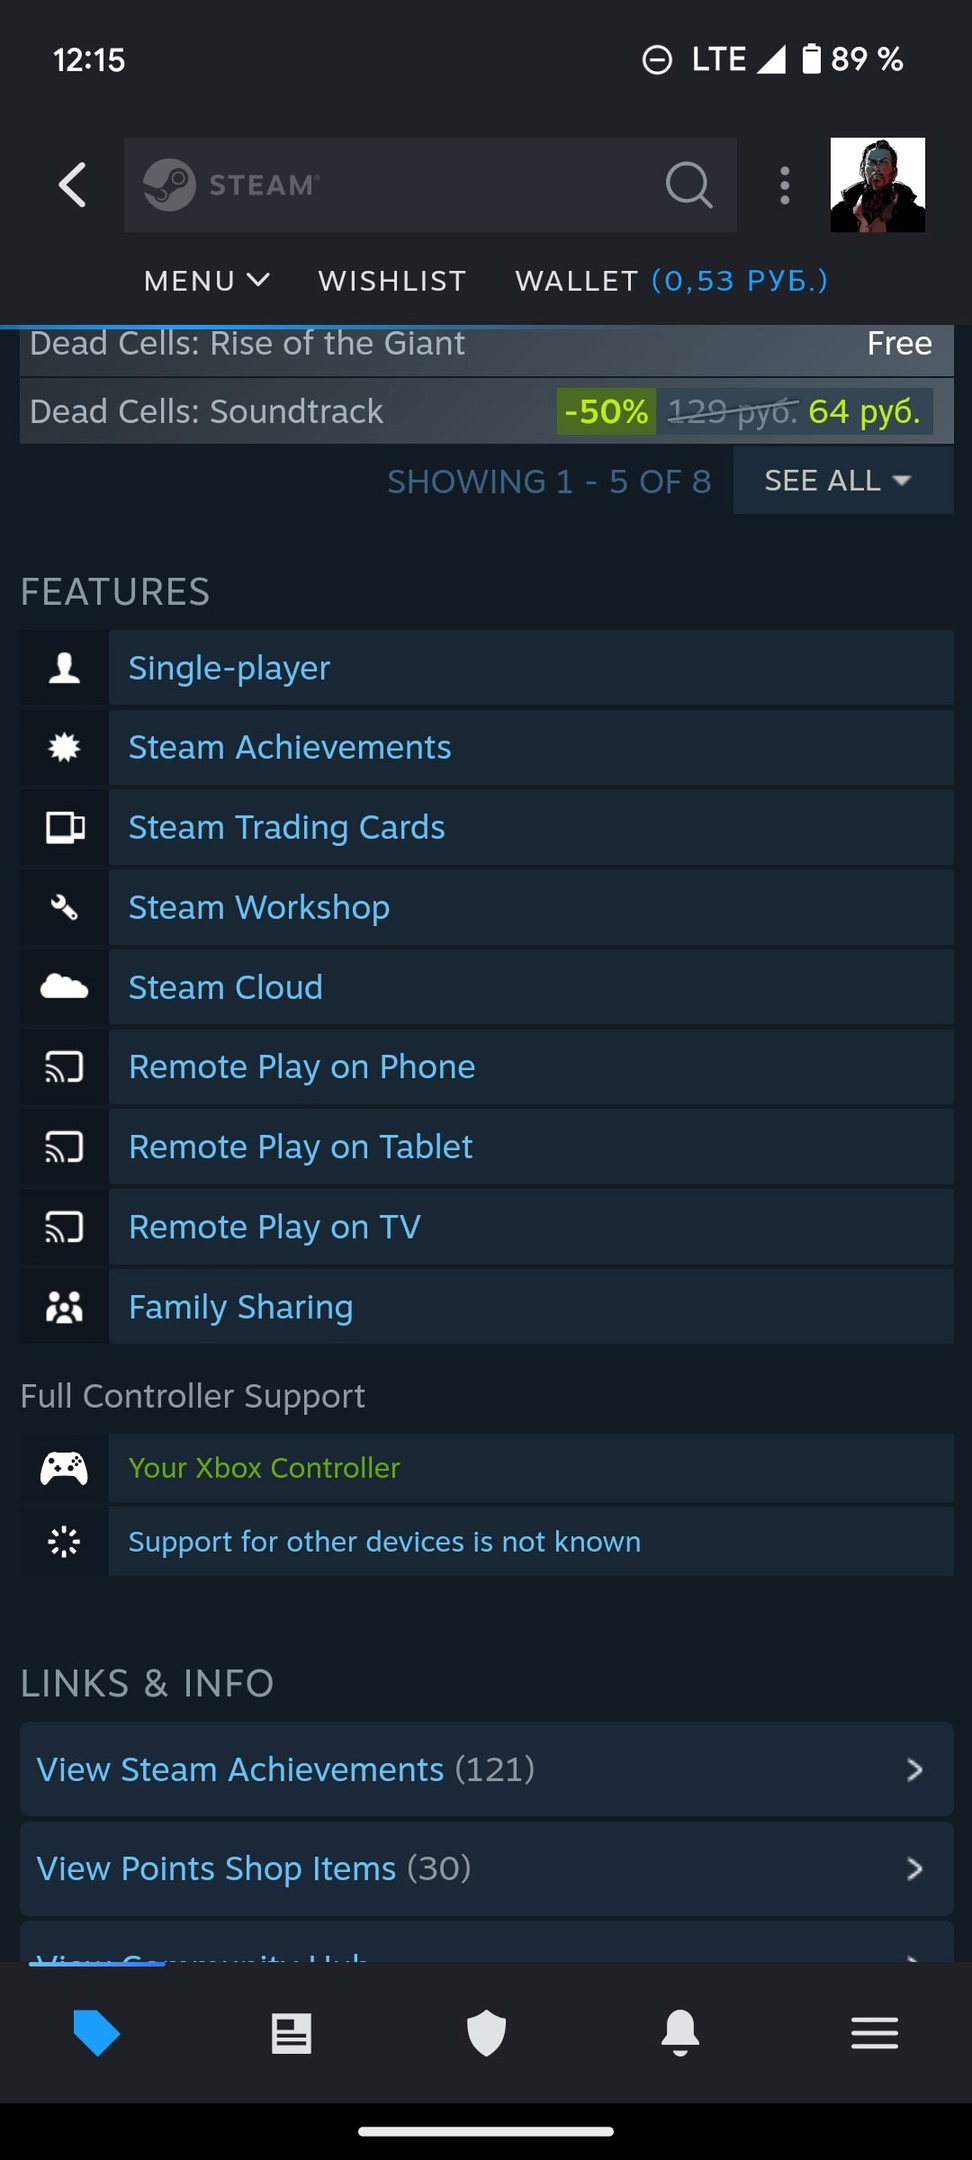 12:15
LTE 89 %
STEAM
MENU WISHLIST WALLET (0,53 РУБ.)
Dead Cells: Rise of the Giant Free
Dead Cells: Soundtrack -50% 129 руб. 64 руб.
SHOWING 1 - 5 OF 8 SEE ALL
FEATURES
Single-player
Steam Achievements
Steam Trading Cards
Steam Workshop
Steam Cloud
Remote Play on Phone
Remote Play on Tablet
Remote Play on TV
Family Sharing
Full Controller Support
Your Xbox Controller
Support for other devices is not known
LINKS & INFO
View Steam Achievements (121)
View Points Shop Items (30)
View Community Hub